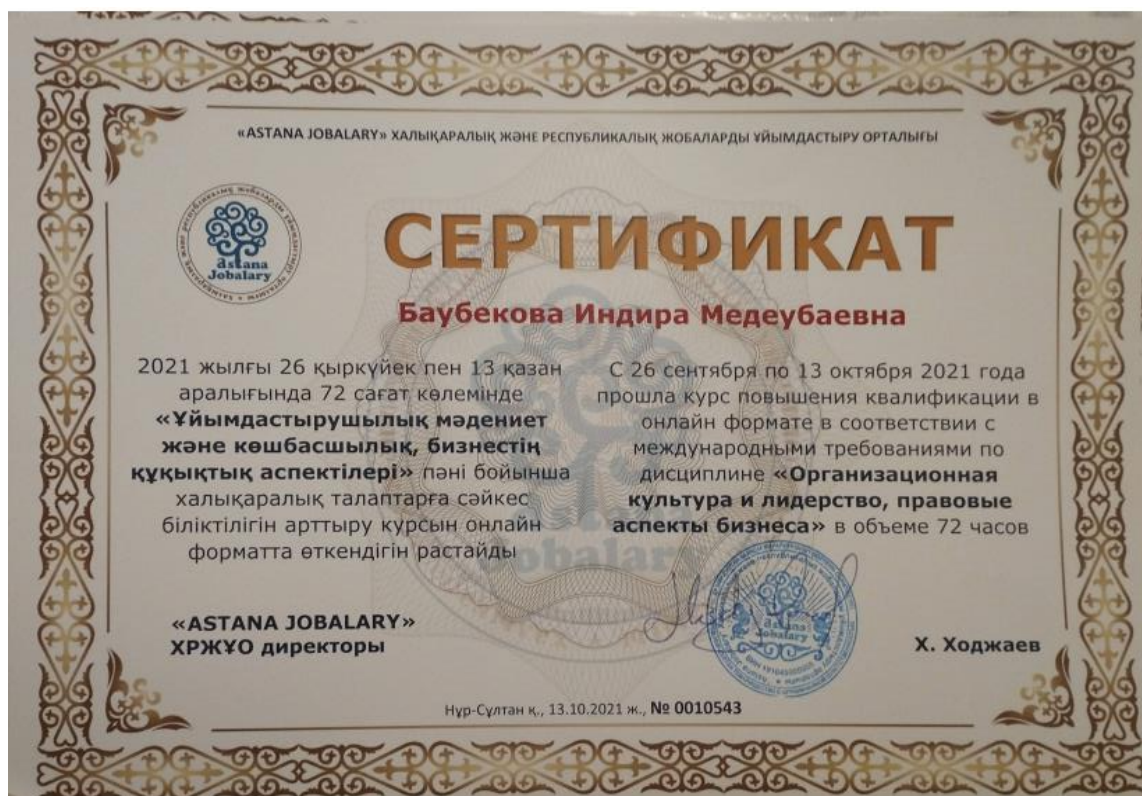 «ASTANA JOBALARY» ХАЛЫҚАРАЛЫҚ ЖӘНЕ РЕСПУБЛИКАЛЫҚ ЖОБАЛАРДЫ ҰЙЫМДАСТЫРУ ОРТАЛЫҒЫ
Astana
Jobalary
СЕРТИФИКАТ
Баубекова Индира Медеубаевна
2021 жылғы 26 қыркүйек пен 13 қазан
аралығында 72 сағат көлемінде
«Ұйымдастырушылық мәдениет
және көшбасшылық, бизнестің
құқықтық аспектілері» пәні бойынша
халықаралық талаптарға сәйкес
біліктілігін арттыру курсын онлайн
форматта өткендігін растайды
С 26 сентября по 13 октября 2021 года
прошла курс повышения квалификации в
онлайн формате в соответствии с
международными требованиями по
дисциплине «Организационная
культура и лидерство, правовые
аспекты бизнеса» в объеме 72 часов
Jobalary
«ASTANA JOBALARY»
ХРЖҰО директоры
Astana
Jobalary
Х. Ходжаев
Нұр-Сұлтан қ., 13.10.2021 ж., № 0010543